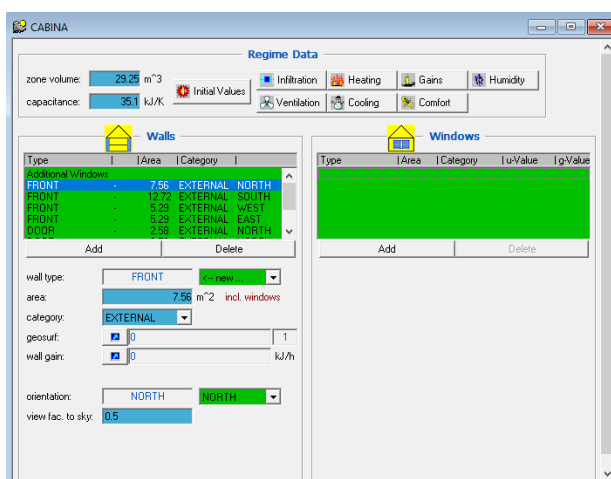 CABINA
Regime Data
zone volume: 29.25 m^3
capacitance: 35.1 kJ/K
Initial Values
Infiltration Heating Gains Humidity
Ventilation Cooling Comfort
Walls
Type | |Area |Category |
Additional Windows
FRONT - 7.56 EXTERNAL NORTH
FRONT - 12.72 EXTERNAL SOUTH
FRONT - 5.29 EXTERNAL WEST
FRONT - 5.29 EXTERNAL EAST
DOOR - 2.58 EXTERNAL NORTH
Add Delete
wall type: FRONT <-- new ...
area: 7.56 m^2 incl. windows
category: EXTERNAL
geosurf: 0 1
wall gain: 0 kJ/h
orientation: NORTH NORTH
view fac. to sky: 0.5
Windows
Type |Area |Category |u-Value |g-Value
Add Delete